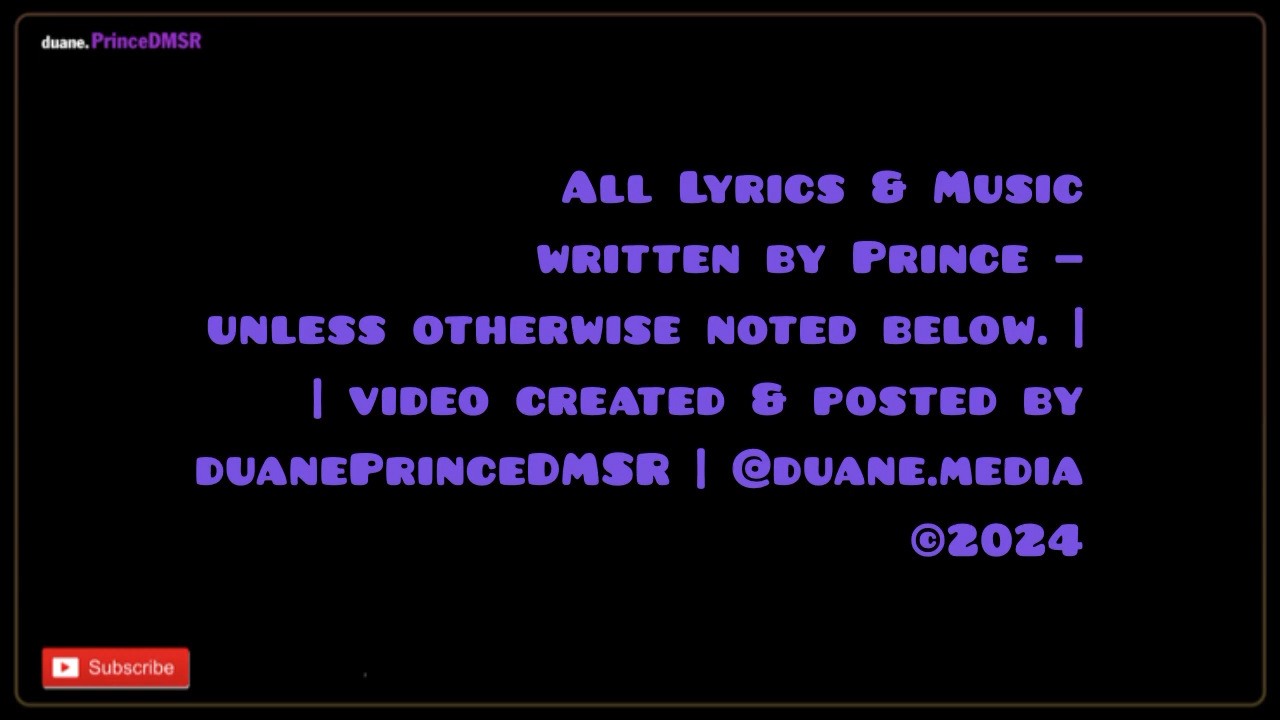 duane.PrinceDMSR
All Lyrics & Music
written by Prince –
unless otherwise noted below. |
| video created & posted by
duanePrinceDMSR | @duane.media
©2024
Subscribe